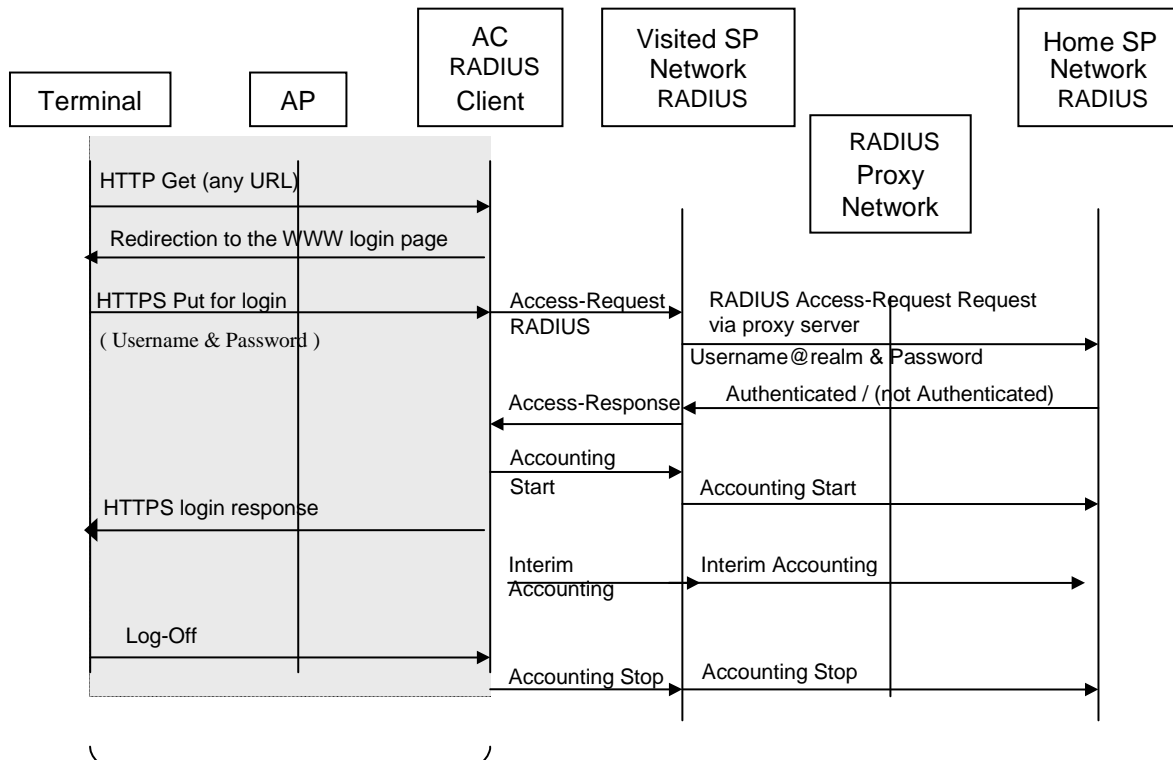 AC
RADIUS
Client
Visited SP
Network
RADIUS
Home SP
Network
RADIUS
Terminal
AP
RADIUS
Proxy
Network
HTTP Get (any URL)
Redirection to the WWW login page
HTTPS Put for login
( Username & Password )
Access-Request
RADIUS
RADIUS Access-Request Request
via proxy server
Username@realm & Password
Authenticated / (not Authenticated)
Access-Response
Accounting
Start
Accounting Start
HTTPS login response
Interim
Accounting
Interim Accounting
Log-Off
Accounting Stop
Accounting Stop